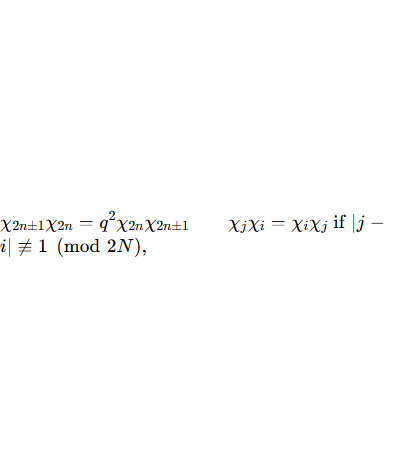 χ₂ₙ±₁χ₂ₙ = q²χ₂ₙχ₂ₙ±₁  χⱼχᵢ = χᵢχⱼ if |j −
i| ≢ 1 (mod 2N),